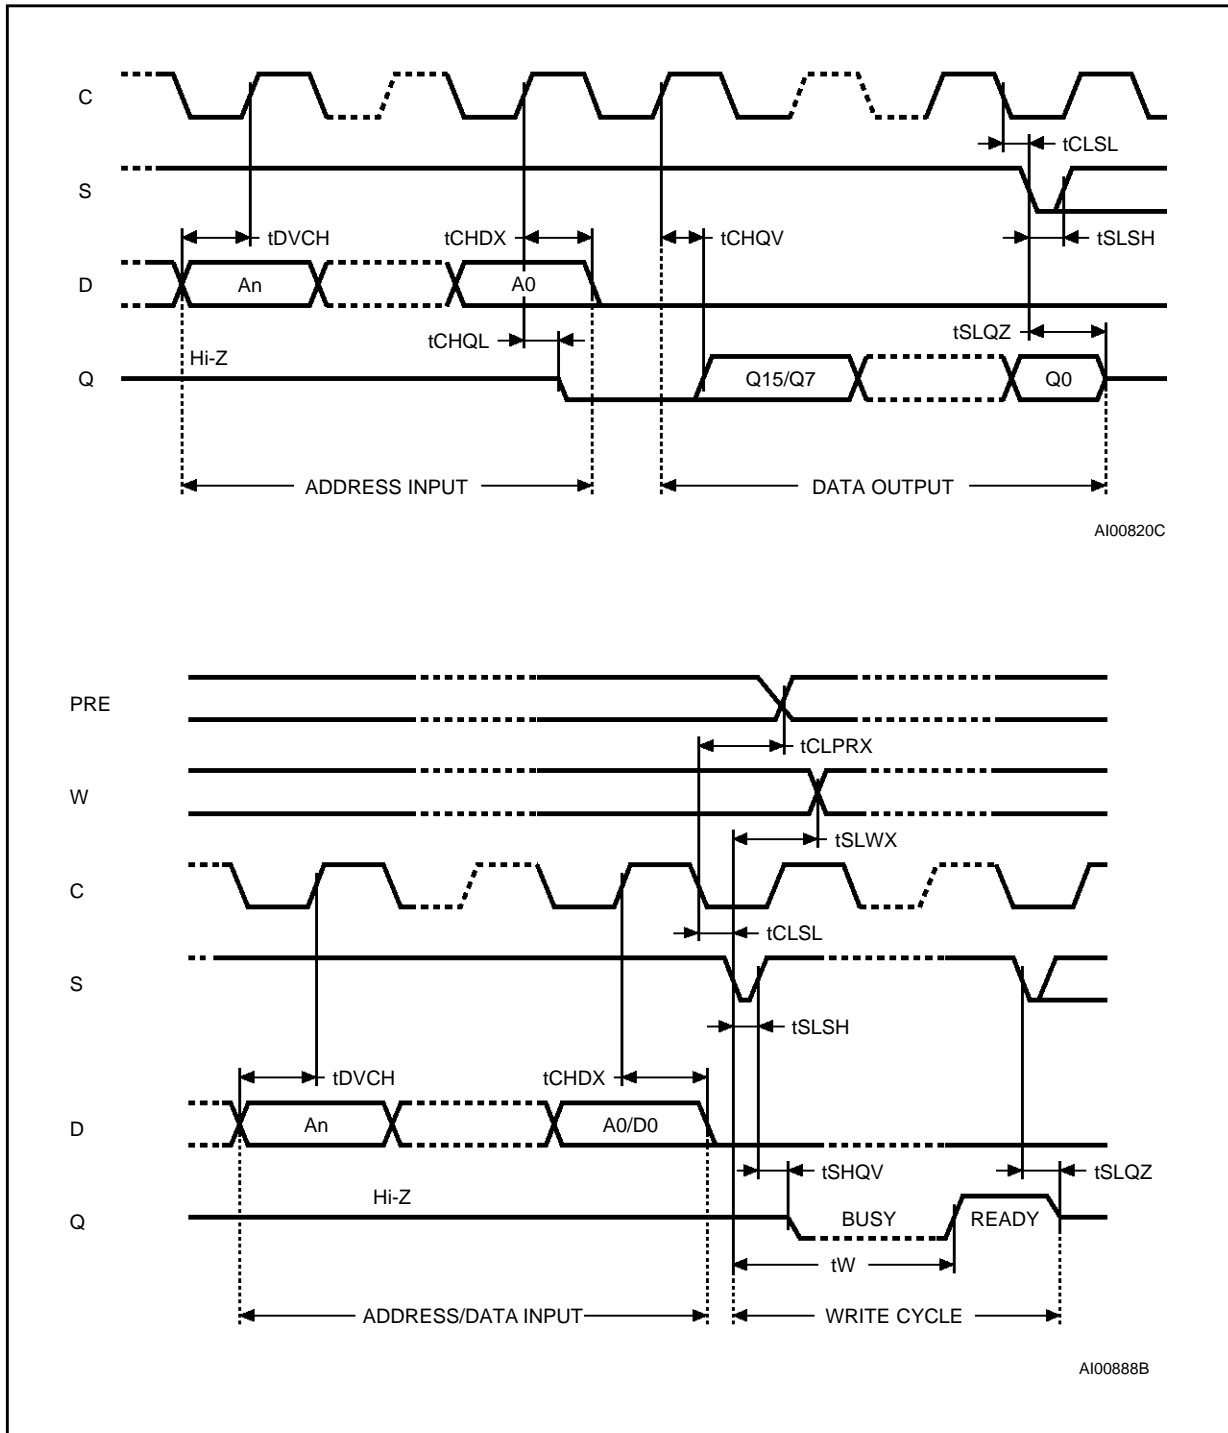 C
tCLSL
S
tDVCH
tCHDX
tCHQV
tSLSH
D
An
A0
tCHQL
tSLQZ
Hi-Z
Q
Q15/Q7
Q0
ADDRESS INPUT
DATA OUTPUT
AI00820C
PRE
tCLPRX
W
tSLWX
C
tCLSL
S
tSLSH
tDVCH
tCHDX
D
An
A0/D0
tSHQV
tSLQZ
Hi-Z
Q
BUSY
READY
tW
ADDRESS/DATA INPUT
WRITE CYCLE
AI00888B